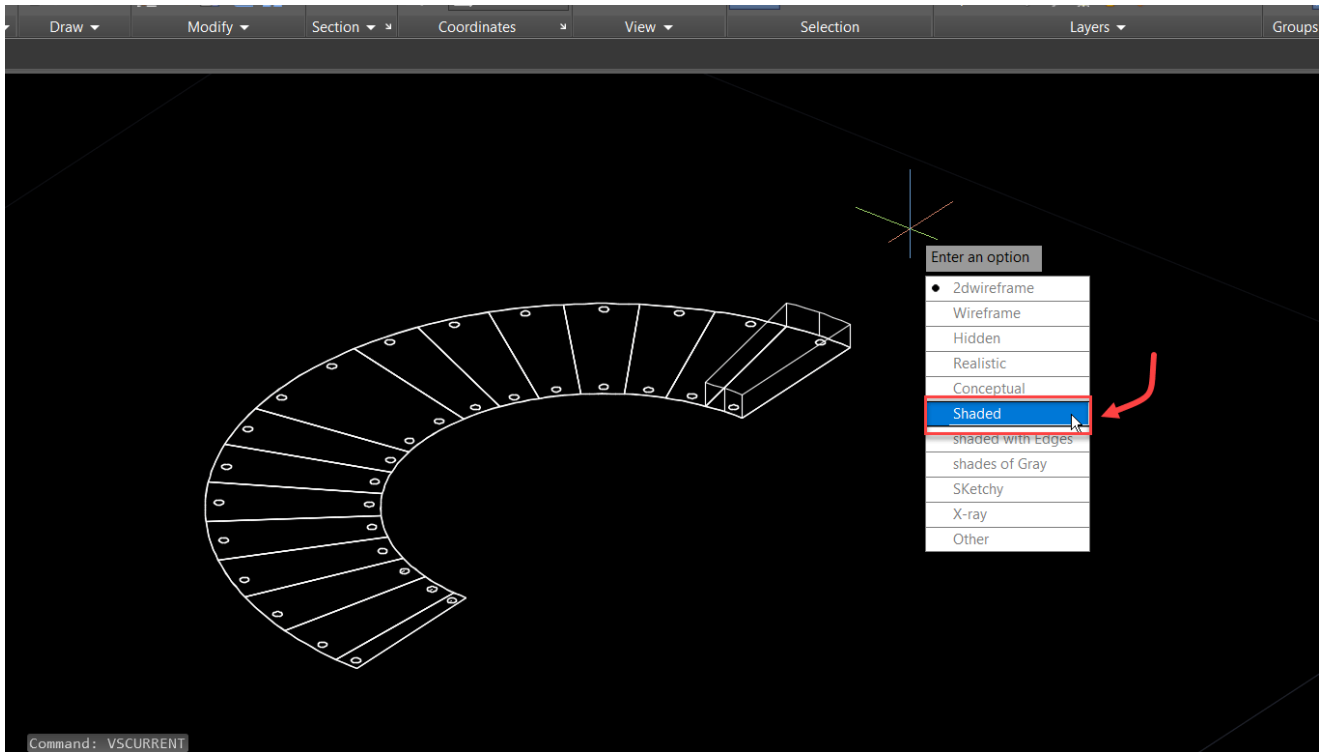 Draw Modify Section Coordinates View Selection Layers Groups
Enter an option
2dwireframe
Wireframe
Hidden
Realistic
Conceptual
Shaded
shaded with Edges
shades of Gray
SKetchy
X-ray
Other
Command: VSCURRENT